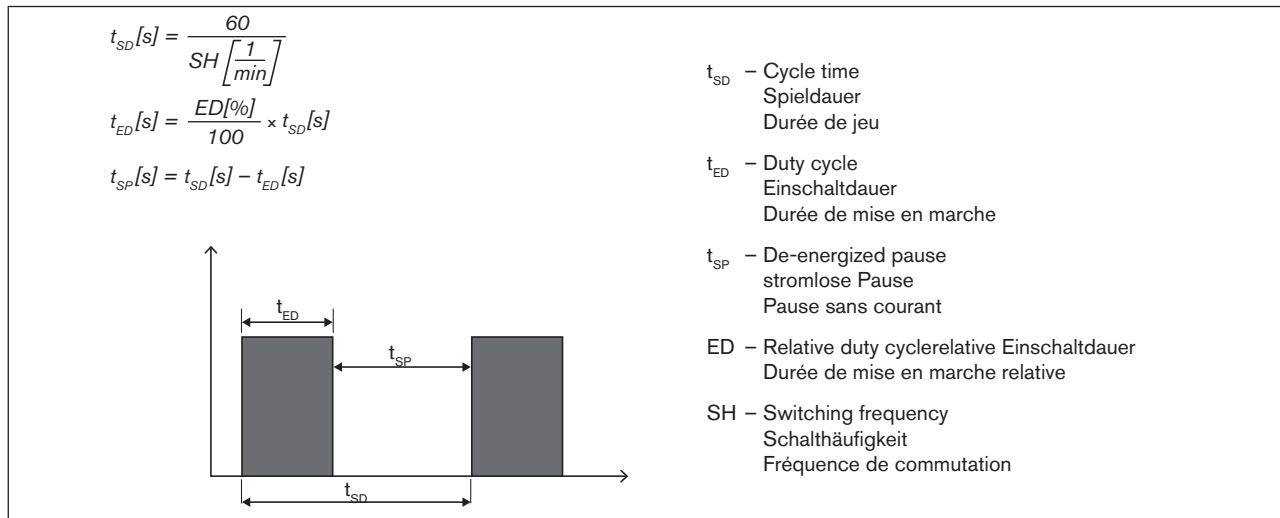 t_SD[s] = 60 / SH [1/min]
t_ED[s] = ED[%] / 100 × t_SD[s]
t_SP[s] = t_SD[s] – t_ED[s]
t_ED
t_SP
t_SD
t_SD – Cycle time
Spieldauer
Durée de jeu
t_ED – Duty cycle
Einschaltdauer
Durée de mise en marche
t_SP – De-energized pause
stromlose Pause
Pause sans courant
ED – Relative duty cyclerelative Einschaltdauer
Durée de mise en marche relative
SH – Switching frequency
Schalthäufigkeit
Fréquence de commutation